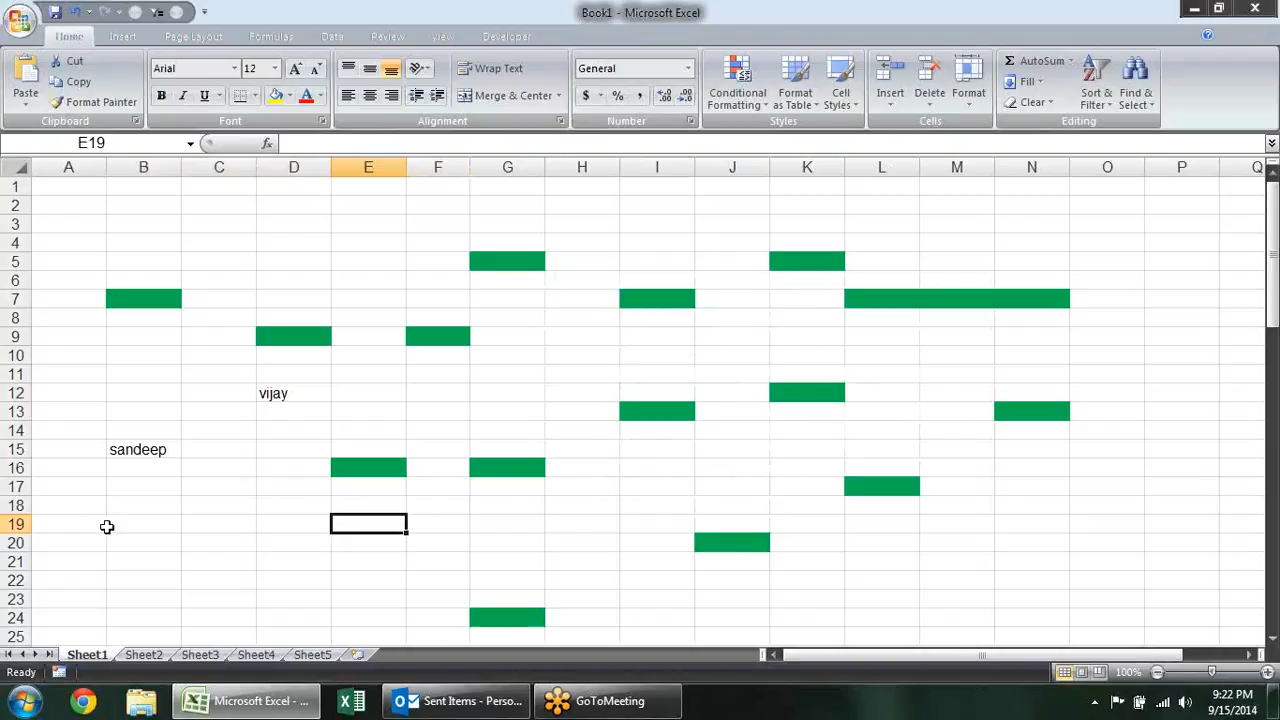 Book1 - Microsoft Excel
Home Insert Page Layout Formulas Data Review View Developer
Paste
Cut
Copy
Format Painter
Clipboard
Arial 12
B I U A
Font
Wrap Text
Merge & Center
Alignment
General
$ % ,
Number
Conditional Formatting
Format as Table
Cell Styles
Styles
Insert Delete Format
Cells
Σ AutoSum
Fill
Clear
Sort & Filter
Find & Select
Editing
E19 fx
A B C D E F G H I J K L M N O P Q
1
2
3
4
5
6
7
8
9
10
11
12 vijay
13
14
15 sandeep
16
17
18
19
20
21
22
23
24
25
Sheet1 Sheet2 Sheet3 Sheet4 Sheet5
Ready 100%
Microsoft Excel - ... Sent Items - Perso... GoToMeeting
9:22 PM
9/15/2014